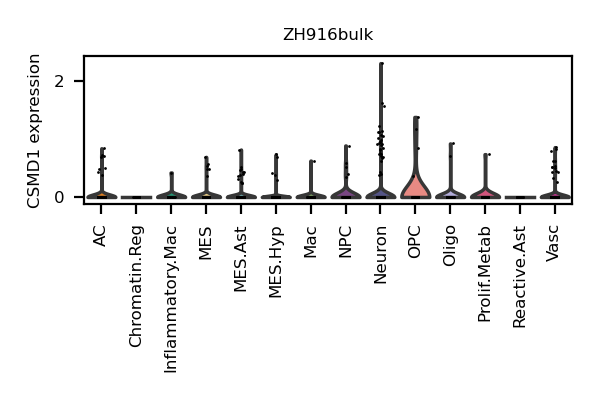 ZH916bulk
CSMD1 expression
2
0
AC
Chromatin.Reg
Inflammatory.Mac
MES
MES.Ast
MES.Hyp
Mac
NPC
Neuron
OPC
Oligo
Prolif.Metab
Reactive.Ast
Vasc